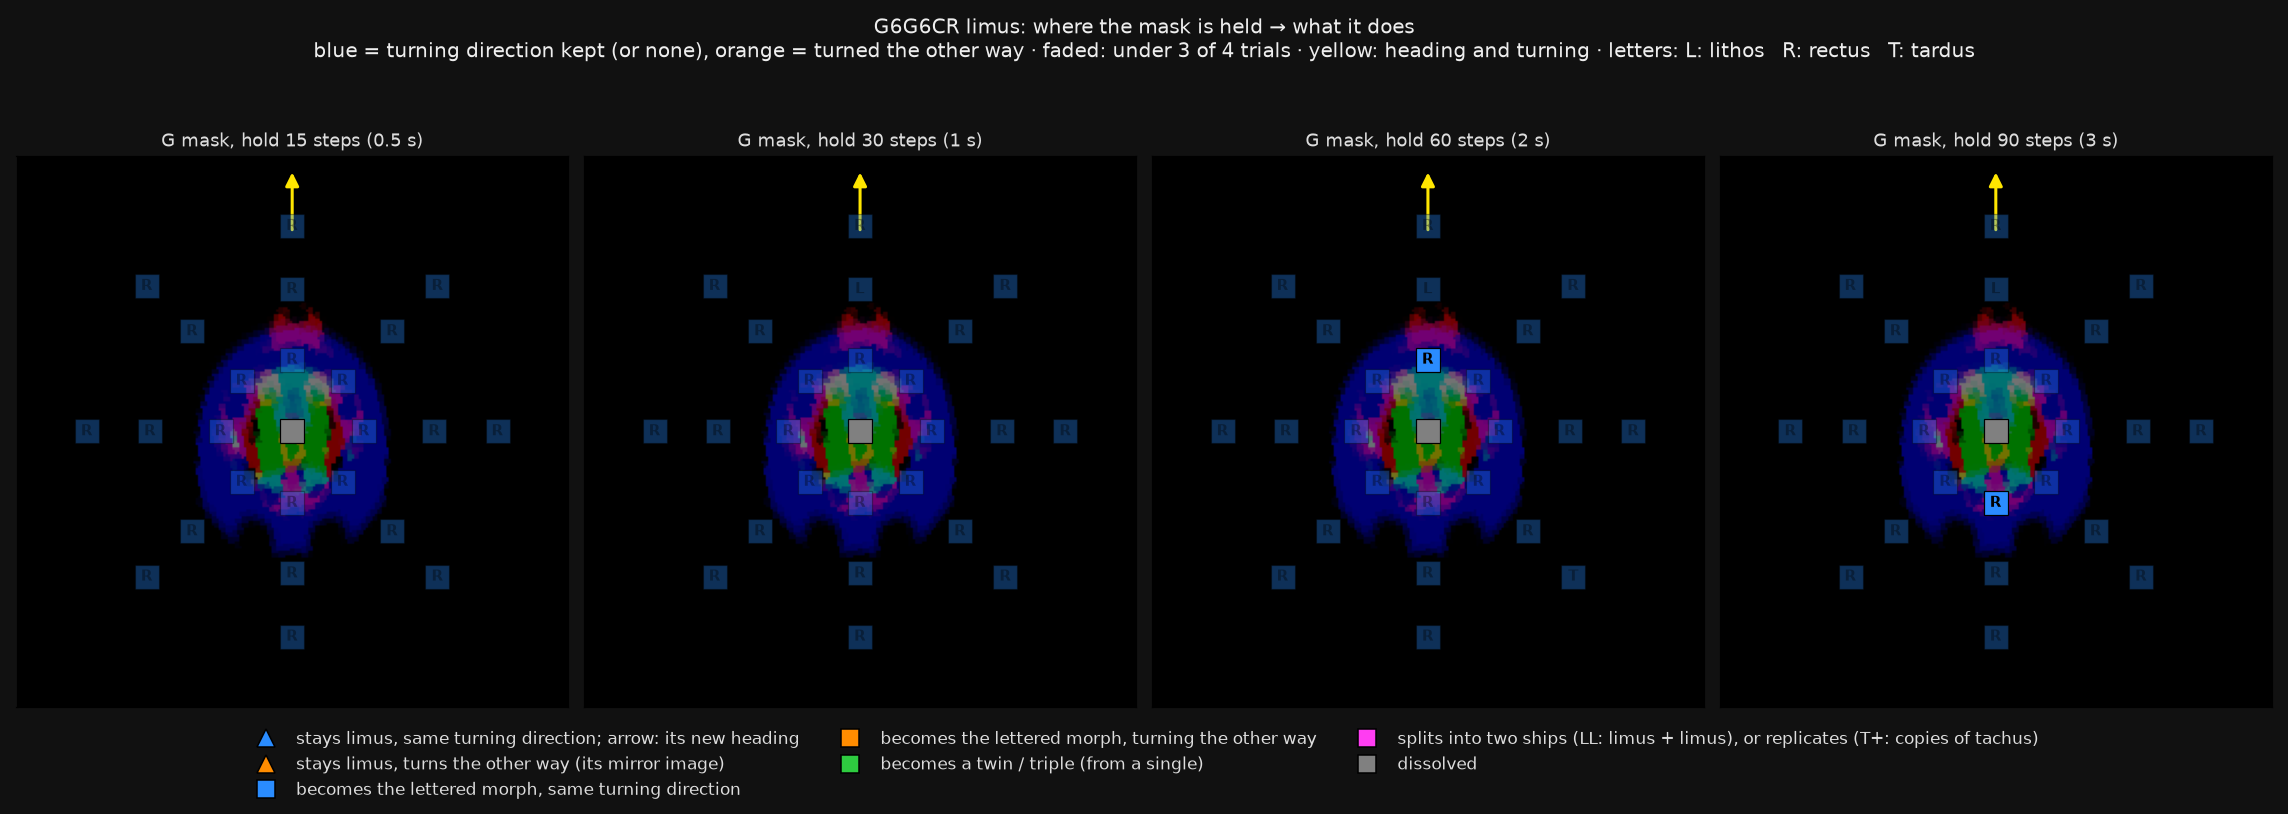 G6G6CR limus: where the mask is held → what it does
blue = turning direction kept (or none), orange = turned the other way · faded: under 3 of 4 trials · yellow: heading and turning · letters: L: lithos R: rectus T: tardus
G mask, hold 15 steps (0.5 s)
R
R R R
R R
R
R R
R R R R
R R
R
R R
R
R R
R
G mask, hold 30 steps (1 s)
R L R
R R
R
R R
R R R R
R R
R
R R
R
R R
R
G mask, hold 60 steps (2 s)
R L R
R R
R
R R
R R R R
R R
R
R R
R
R T
R
G mask, hold 90 steps (3 s)
R L R
R R
R
R R
R R R R
R R
R
R R
R
R R
R
stays limus, same turning direction; arrow: its new heading
stays limus, turns the other way (its mirror image)
becomes the lettered morph, same turning direction
becomes the lettered morph, turning the other way
becomes a twin / triple (from a single)
splits into two ships (LL: limus + limus), or replicates (T+: copies of tachus)
dissolved